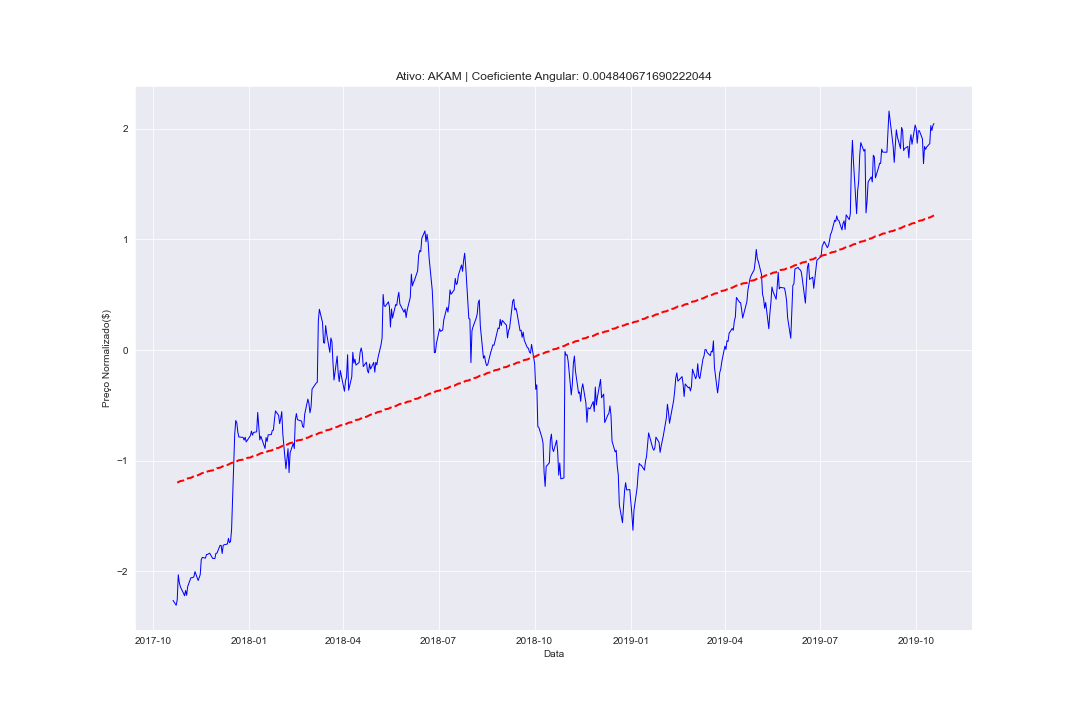 Ativo: AKAM | Coeficiente Angular: 0.004840671690222044
Preço Normalizado($)
2
1
0
−1
−2
2017-10 2018-01 2018-04 2018-07 2018-10 2019-01 2019-04 2019-07 2019-10
Data